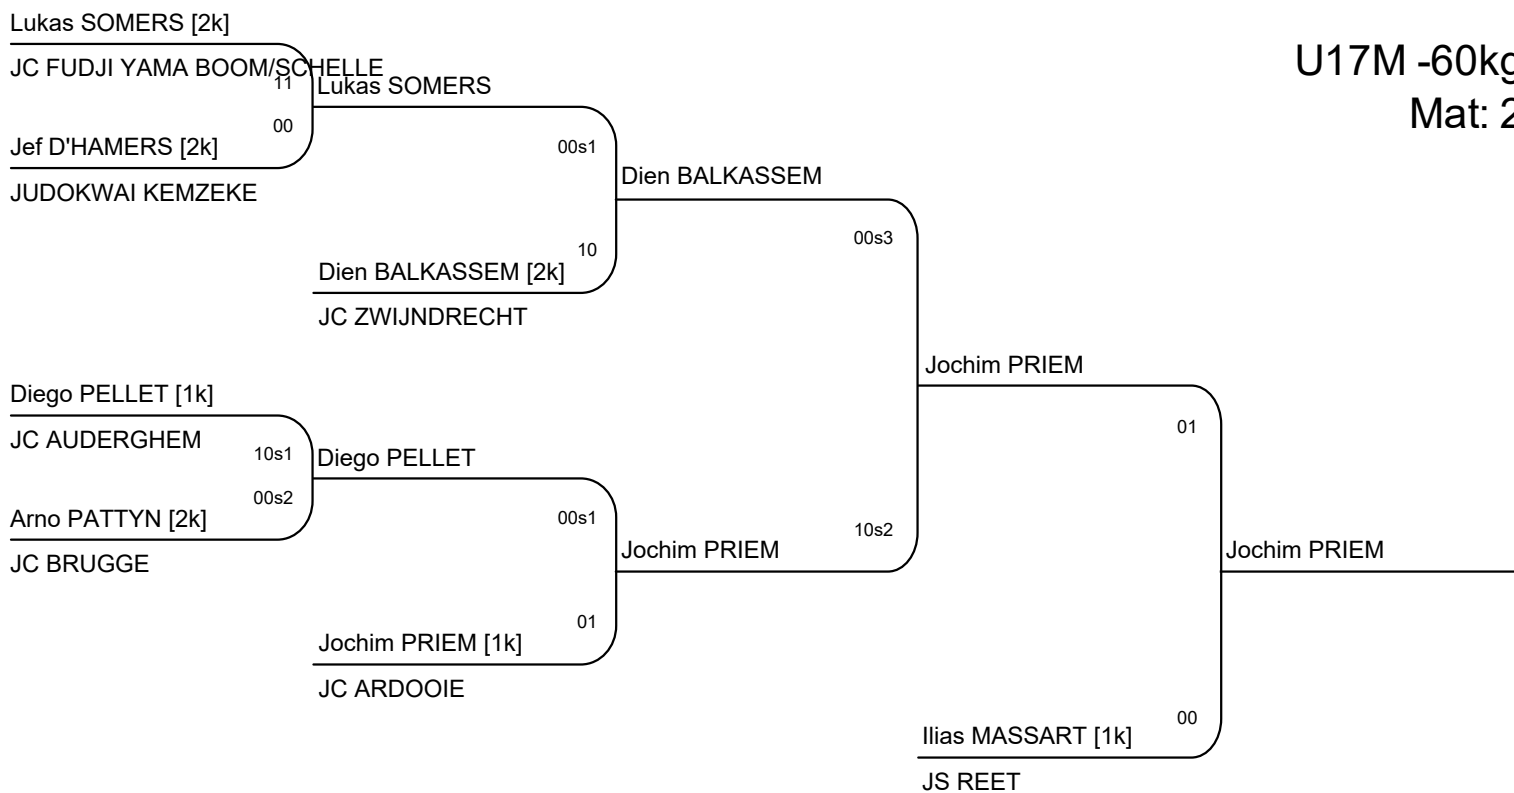 Lukas SOMERS [2k]
JC FUDJI YAMA BOOM/SCHELLE
11
Lukas SOMERS
00
Jef D'HAMERS [2k]
JUDOKWAI KEMZEKE
U17M -60kg
Mat: 2
00s1
Dien BALKASSEM
10
Dien BALKASSEM [2k]
JC ZWIJNDRECHT
00s3
Jochim PRIEM
Diego PELLET [1k]
JC AUDERGHEM
10s1
Diego PELLET
00s2
Arno PATTYN [2k]
JC BRUGGE
00s1
Jochim PRIEM
10s2
01
Jochim PRIEM [1k]
JC ARDOOIE
01
Jochim PRIEM
00
Ilias MASSART [1k]
JS REET